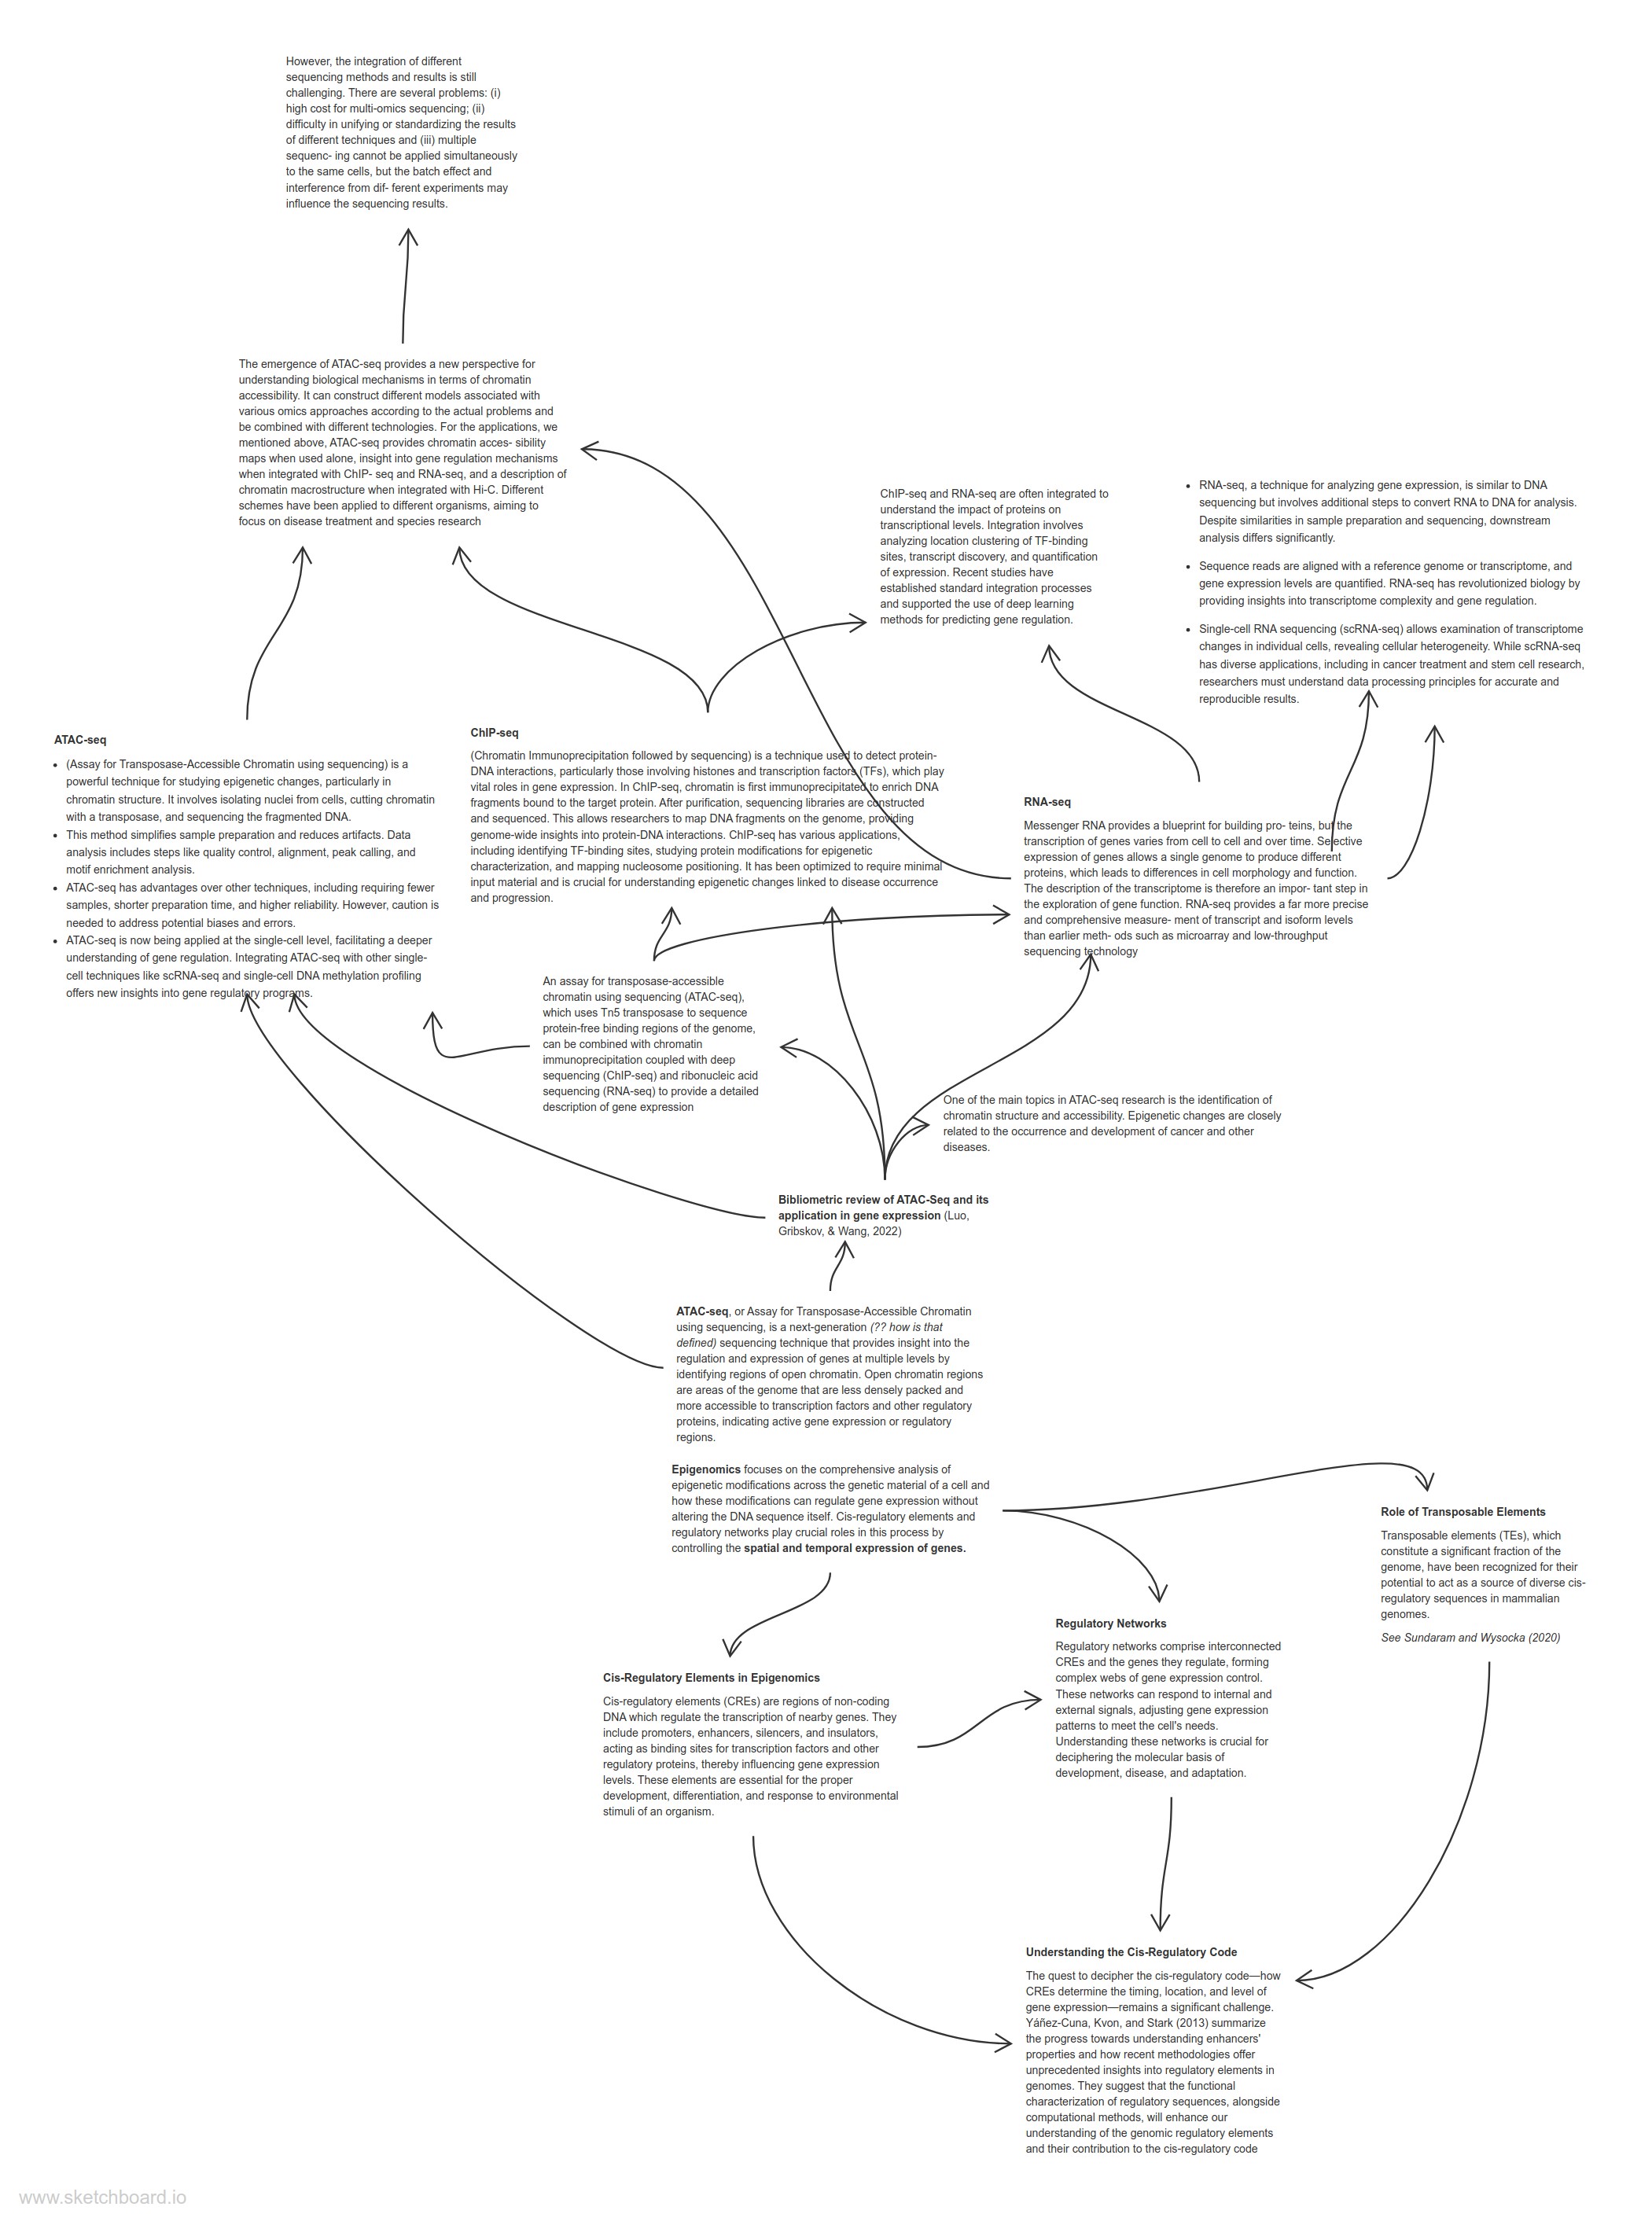 However, the integration of different
sequencing methods and results is still
challenging. There are several problems: (i)
high cost for multi-omics sequencing; (ii)
difficulty in unifying or standardizing the results
of different techniques and (iii) multiple
sequenc- ing cannot be applied simultaneously
to the same cells, but the batch effect and
interference from dif- ferent experiments may
influence the sequencing results.
The emergence of ATAC-seq provides a new perspective for
understanding biological mechanisms in terms of chromatin
accessibility. It can construct different models associated with
various omics approaches according to the actual problems and
be combined with different technologies. For the applications, we
mentioned above, ATAC-seq provides chromatin acces- sibility
maps when used alone, insight into gene regulation mechanisms
when integrated with ChIP- seq and RNA-seq, and a description of
chromatin macrostructure when integrated with Hi-C. Different
schemes have been applied to different organisms, aiming to
focus on disease treatment and species research
ChIP-seq and RNA-seq are often integrated to
understand the impact of proteins on
transcriptional levels. Integration involves
analyzing location clustering of TF-binding
sites, transcript discovery, and quantification
of expression. Recent studies have
established standard integration processes
and supported the use of deep learning
methods for predicting gene regulation.
• RNA-seq, a technique for analyzing gene expression, is similar to DNA
sequencing but involves additional steps to convert RNA to DNA for analysis.
Despite similarities in sample preparation and sequencing, downstream
analysis differs significantly.
• Sequence reads are aligned with a reference genome or transcriptome, and
gene expression levels are quantified. RNA-seq has revolutionized biology by
providing insights into transcriptome complexity and gene regulation.
• Single-cell RNA sequencing (scRNA-seq) allows examination of transcriptome
changes in individual cells, revealing cellular heterogeneity. While scRNA-seq
has diverse applications, including in cancer treatment and stem cell research,
researchers must understand data processing principles for accurate and
reproducible results.
ATAC-seq
• (Assay for Transposase-Accessible Chromatin using sequencing) is a
powerful technique for studying epigenetic changes, particularly in
chromatin structure. It involves isolating nuclei from cells, cutting chromatin
with a transposase, and sequencing the fragmented DNA.
• This method simplifies sample preparation and reduces artifacts. Data
analysis includes steps like quality control, alignment, peak calling, and
motif enrichment analysis.
• ATAC-seq has advantages over other techniques, including requiring fewer
samples, shorter preparation time, and higher reliability. However, caution is
needed to address potential biases and errors.
• ATAC-seq is now being applied at the single-cell level, facilitating a deeper
understanding of gene regulation. Integrating ATAC-seq with other single-
cell techniques like scRNA-seq and single-cell DNA methylation profiling
offers new insights into gene regulatory programs.
ChIP-seq
(Chromatin Immunoprecipitation followed by sequencing) is a technique used to detect protein-
DNA interactions, particularly those involving histones and transcription factors (TFs), which play
vital roles in gene expression. In ChIP-seq, chromatin is first immunoprecipitated to enrich DNA
fragments bound to the target protein. After purification, sequencing libraries are constructed
and sequenced. This allows researchers to map DNA fragments on the genome, providing
genome-wide insights into protein-DNA interactions. ChIP-seq has various applications,
including identifying TF-binding sites, studying protein modifications for epigenetic
characterization, and mapping nucleosome positioning. It has been optimized to require minimal
input material and is crucial for understanding epigenetic changes linked to disease occurrence
and progression.
RNA-seq
Messenger RNA provides a blueprint for building pro- teins, but the
transcription of genes varies from cell to cell and over time. Selective
expression of genes allows a single genome to produce different
proteins, which leads to differences in cell morphology and function.
The description of the transcriptome is therefore an impor- tant step in
the exploration of gene function. RNA-seq provides a far more precise
and comprehensive measure- ment of transcript and isoform levels
than earlier meth- ods such as microarray and low-throughput
sequencing technology
An assay for transposase-accessible
chromatin using sequencing (ATAC-seq),
which uses Tn5 transposase to sequence
protein-free binding regions of the genome,
can be combined with chromatin
immunoprecipitation coupled with deep
sequencing (ChIP-seq) and ribonucleic acid
sequencing (RNA-seq) to provide a detailed
description of gene expression
One of the main topics in ATAC-seq research is the identification of
chromatin structure and accessibility. Epigenetic changes are closely
related to the occurrence and development of cancer and other
diseases.
Bibliometric review of ATAC-Seq and its
application in gene expression (Luo,
Gribskov, & Wang, 2022)
ATAC-seq, or Assay for Transposase-Accessible Chromatin
using sequencing, is a next-generation (?? how is that
defined) sequencing technique that provides insight into the
regulation and expression of genes at multiple levels by
identifying regions of open chromatin. Open chromatin regions
are areas of the genome that are less densely packed and
more accessible to transcription factors and other regulatory
proteins, indicating active gene expression or regulatory
regions.
Epigenomics focuses on the comprehensive analysis of
epigenetic modifications across the genetic material of a cell and
how these modifications can regulate gene expression without
altering the DNA sequence itself. Cis-regulatory elements and
regulatory networks play crucial roles in this process by
controlling the spatial and temporal expression of genes.
Role of Transposable Elements
Transposable elements (TEs), which
constitute a significant fraction of the
genome, have been recognized for their
potential to act as a source of diverse cis-
regulatory sequences in mammalian
genomes.
See Sundaram and Wysocka (2020)
Regulatory Networks
Regulatory networks comprise interconnected
CREs and the genes they regulate, forming
complex webs of gene expression control.
These networks can respond to internal and
external signals, adjusting gene expression
patterns to meet the cell's needs.
Understanding these networks is crucial for
deciphering the molecular basis of
development, disease, and adaptation.
Cis-Regulatory Elements in Epigenomics
Cis-regulatory elements (CREs) are regions of non-coding
DNA which regulate the transcription of nearby genes. They
include promoters, enhancers, silencers, and insulators,
acting as binding sites for transcription factors and other
regulatory proteins, thereby influencing gene expression
levels. These elements are essential for the proper
development, differentiation, and response to environmental
stimuli of an organism.
Understanding the Cis-Regulatory Code
The quest to decipher the cis-regulatory code—how
CREs determine the timing, location, and level of
gene expression—remains a significant challenge.
Yáñez-Cuna, Kvon, and Stark (2013) summarize
the progress towards understanding enhancers'
properties and how recent methodologies offer
unprecedented insights into regulatory elements in
genomes. They suggest that the functional
characterization of regulatory sequences, alongside
computational methods, will enhance our
understanding of the genomic regulatory elements
and their contribution to the cis-regulatory code
www.sketchboard.io